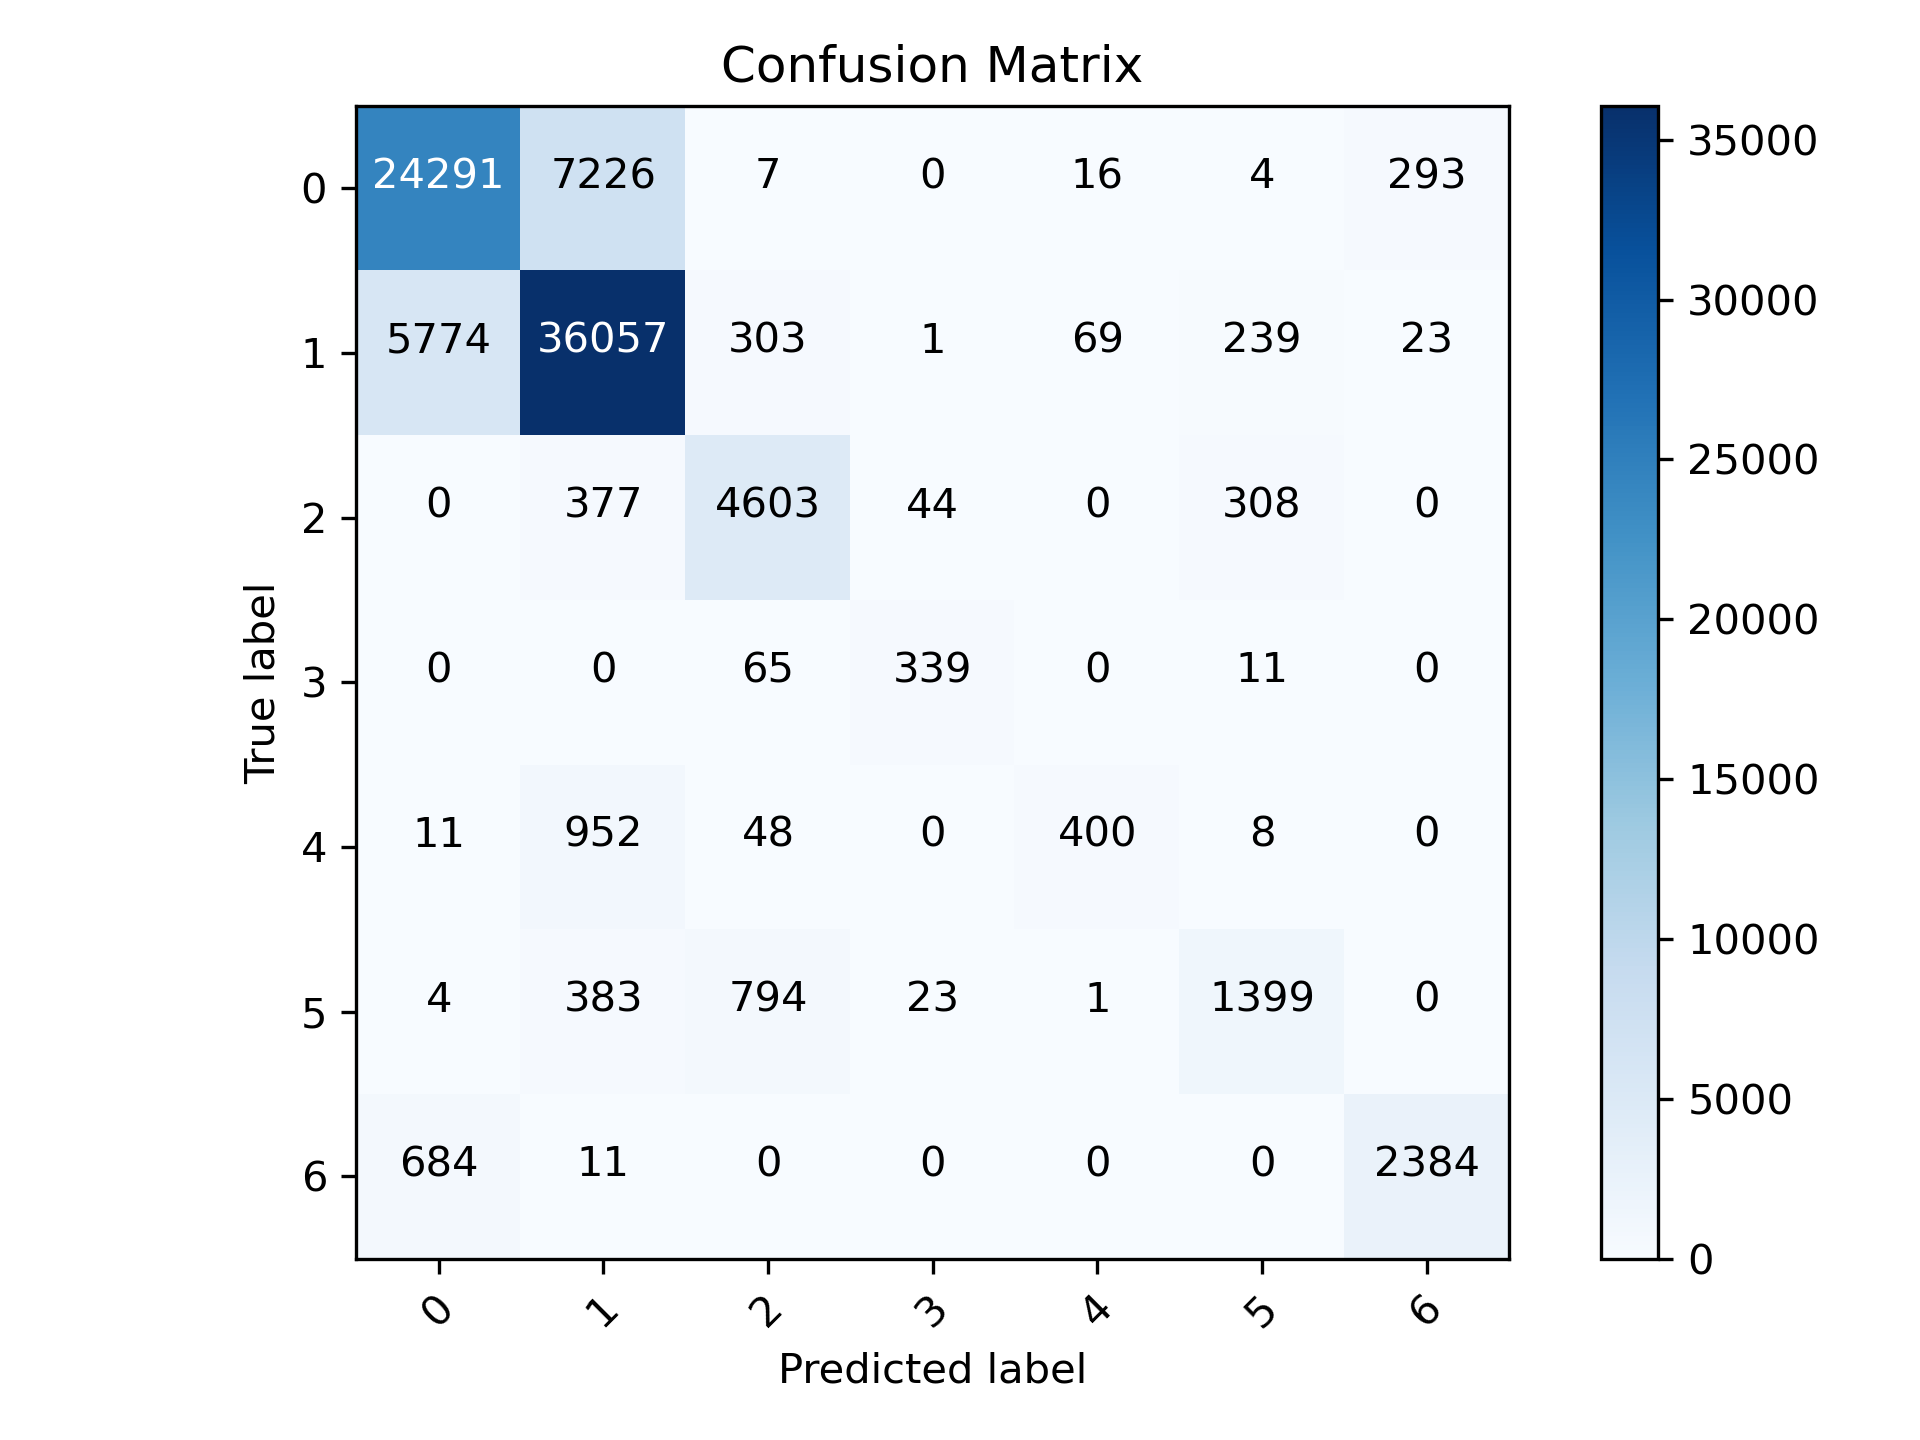 Confusion Matrix
0 24291 7226 7 0 16 4 293
1 5774 36057 303 1 69 239 23
2 0 377 4603 44 0 308 0
3 0 0 65 339 0 11 0
4 11 952 48 0 400 8 0
5 4 383 794 23 1 1399 0
6 684 11 0 0 0 0 2384
0 1 2 3 4 5 6
True label
Predicted label
35000
30000
25000
20000
15000
10000
5000
0